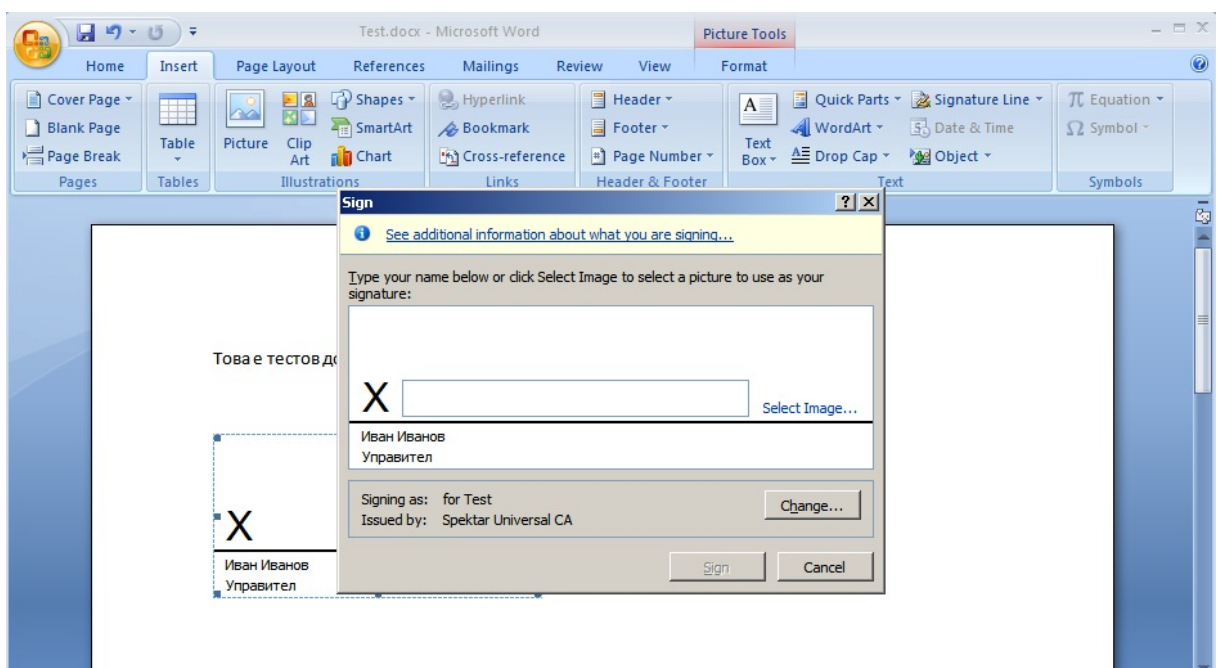 Test.docx - Microsoft Word
Picture Tools
Home Insert Page Layout References Mailings Review View Format
Cover Page
Blank Page
Page Break
Pages
Table
Tables
Picture
Clip Art
Shapes
SmartArt
Chart
Illustrations
Hyperlink
Bookmark
Cross-reference
Links
Header
Footer
Page Number
Header & Footer
Text Box
Quick Parts
WordArt
Drop Cap
Signature Line
Date & Time
Object
Text
Equation
Symbol
Symbols
Sign
See additional information about what you are signing...
Type your name below or click Select Image to select a picture to use as your
signature:
X
Select Image...
Иван Иванов
Управител
Signing as: for Test
Issued by: Spektar Universal CA
Change...
Sign Cancel
Това е тестов
X
Иван Иванов
Управител